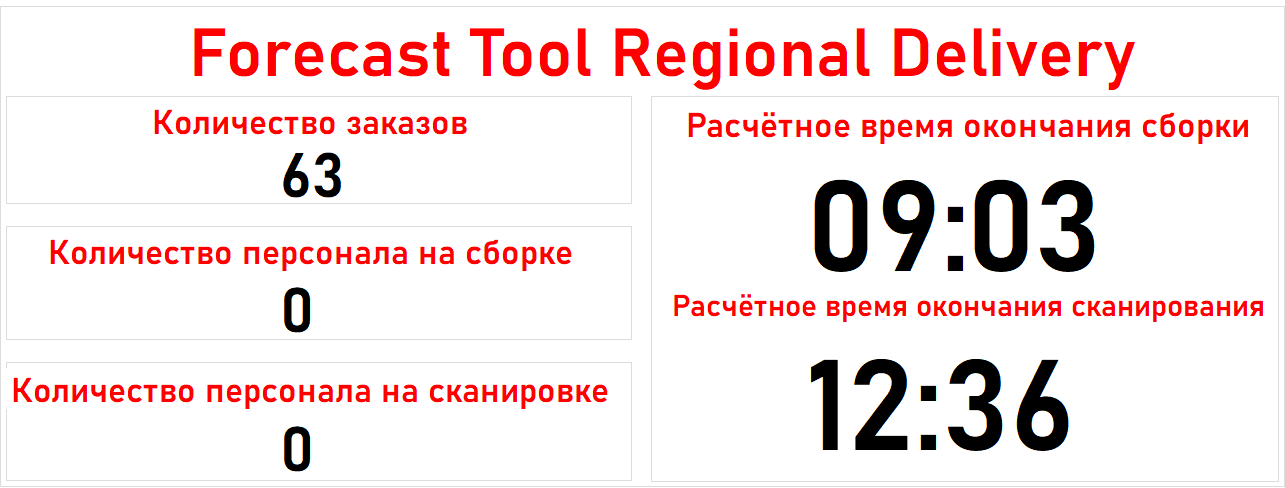 Forecast Tool Regional Delivery
Количество заказов
63
Количество персонала на сборке
0
Количество персонала на сканировке
0
Расчётное время окончания сборки
09:03
Расчётное время окончания сканирования
12:36